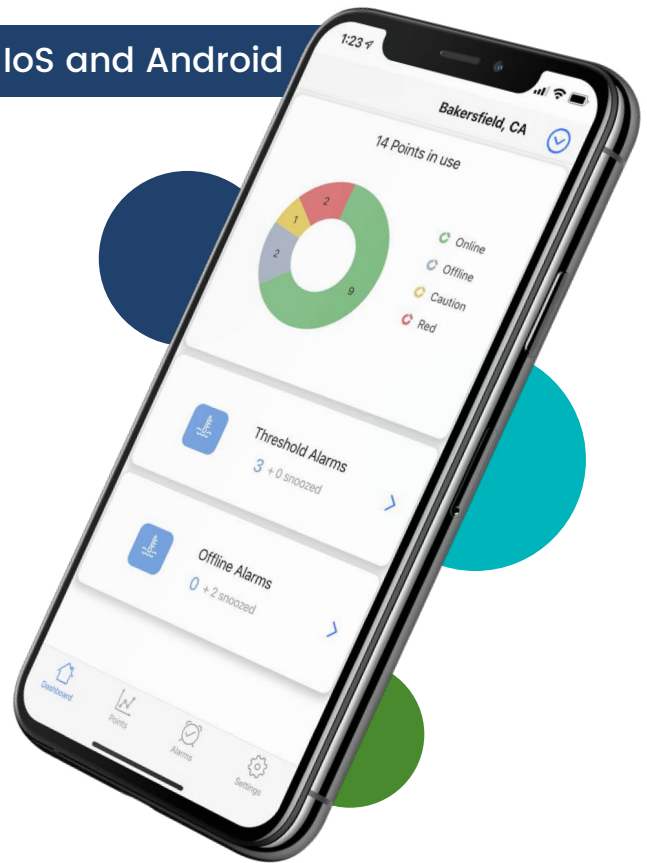 IoS and Android
1:23
Bakersfield, CA
14 Points in use
2
1
2
9
Online
Offline
Caution
Red
Threshold Alarms
3 + 0 snoozed
Offline Alarms
0 + 2 snoozed
Dashboard
Points
Alarms
Settings